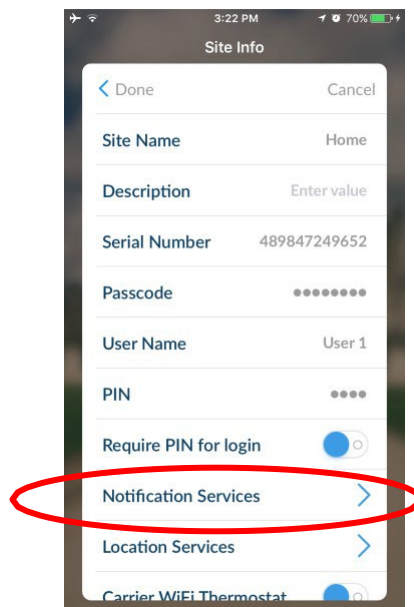 3:22 PM 70%
Site Info
Done Cancel
Site Name Home
Description Enter value
Serial Number 489847249652
Passcode ●●●●●●●●
User Name User 1
PIN ●●●●
Require PIN for login
Notification Services
Location Services
Carrier WiFi Thermostat